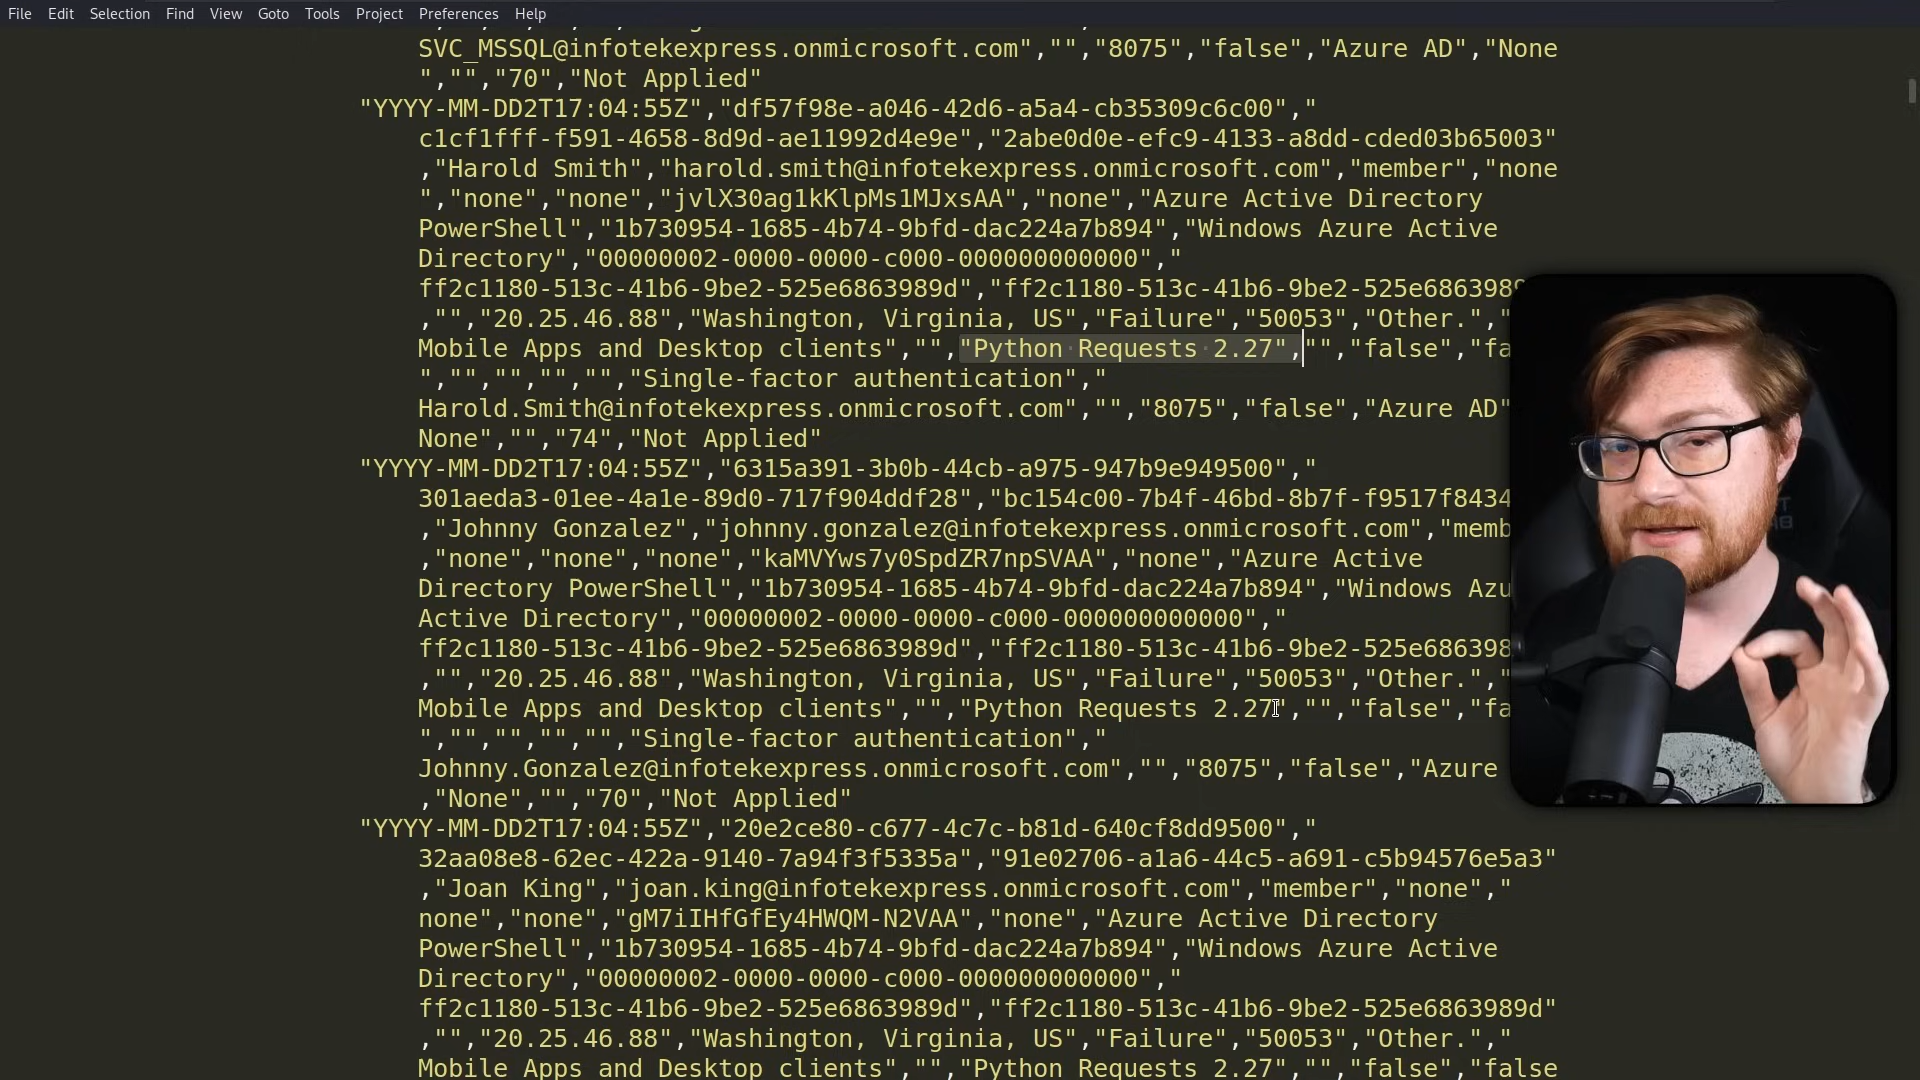 File Edit Selection Find View Goto Tools Project Preferences Help
SVC_MSSQL@infotekexpress.onmicrosoft.com","","8075","false","Azure AD","None
","","70","Not Applied"
"YYYY-MM-DD2T17:04:55Z","df57f98e-a046-42d6-a5a4-cb35309c6c00","
c1cf1fff-f591-4658-8d9d-ae11992d4e9e","2abe0d0e-efc9-4133-a8dd-cded03b65003"
,"Harold Smith","harold.smith@infotekexpress.onmicrosoft.com","member","none
","none","none","jvlX30ag1kKlpMs1MJxsAA","none","Azure Active Directory
PowerShell","1b730954-1685-4b74-9bfd-dac224a7b894","Windows Azure Active
Directory","00000002-0000-0000-c000-000000000000","
ff2c1180-513c-41b6-9be2-525e6863989d","ff2c1180-513c-41b6-9be2-525e6863989
,"","20.25.46.88","Washington, Virginia, US","Failure","50053","Other.","
Mobile Apps and Desktop clients","","Python Requests 2.27","","false","fa
","","","","","Single-factor authentication","
Harold.Smith@infotekexpress.onmicrosoft.com","","8075","false","Azure AD"
None","","74","Not Applied"
"YYYY-MM-DD2T17:04:55Z","6315a391-3b0b-44cb-a975-947b9e949500","
301aeda3-01ee-4a1e-89d0-717f904ddf28","bc154c00-7b4f-46bd-8b7f-f9517f8434
,"Johnny Gonzalez","johnny.gonzalez@infotekexpress.onmicrosoft.com","memb
,"none","none","none","kaMVYws7y0SpdZR7npSVAA","none","Azure Active
Directory PowerShell","1b730954-1685-4b74-9bfd-dac224a7b894","Windows Azu
Active Directory","00000002-0000-0000-c000-000000000000","
ff2c1180-513c-41b6-9be2-525e6863989d","ff2c1180-513c-41b6-9be2-525e686398
,"","20.25.46.88","Washington, Virginia, US","Failure","50053","Other.","
Mobile Apps and Desktop clients","","Python Requests 2.27","","false","fa
","","","","","Single-factor authentication","
Johnny.Gonzalez@infotekexpress.onmicrosoft.com","","8075","false","Azure
,"None","","70","Not Applied"
"YYYY-MM-DD2T17:04:55Z","20e2ce80-c677-4c7c-b81d-640cf8dd9500","
32aa08e8-62ec-422a-9140-7a94f3f5335a","91e02706-a1a6-44c5-a691-c5b94576e5a3"
,"Joan King","joan.king@infotekexpress.onmicrosoft.com","member","none","
none","none","gM7iIHfGfEy4HWQM-N2VAA","none","Azure Active Directory
PowerShell","1b730954-1685-4b74-9bfd-dac224a7b894","Windows Azure Active
Directory","00000002-0000-0000-c000-000000000000","
ff2c1180-513c-41b6-9be2-525e6863989d","ff2c1180-513c-41b6-9be2-525e6863989d"
,"","20.25.46.88","Washington, Virginia, US","Failure","50053","Other.","
Mobile Apps and Desktop clients","","Python Requests 2.27","","false","false